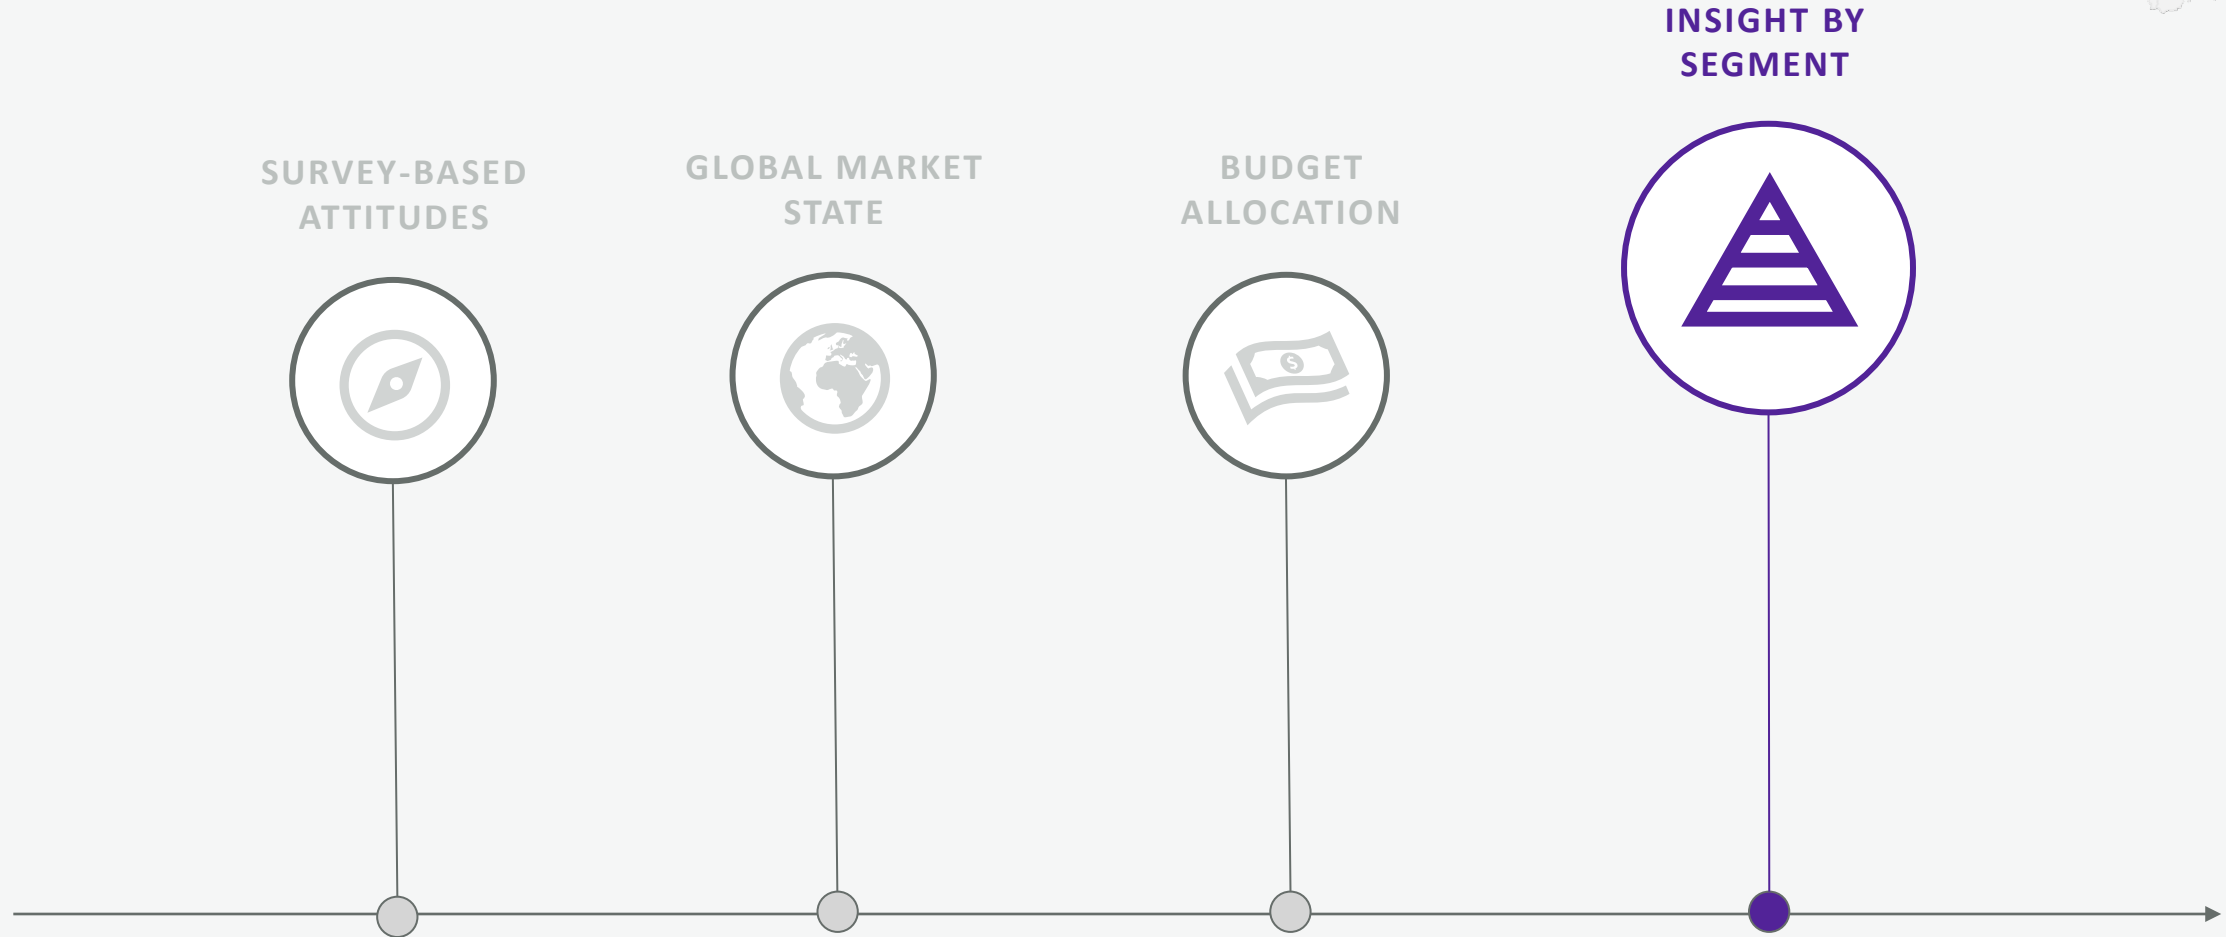 INSIGHT BY
SEGMENT
SURVEY-BASED
ATTITUDES
GLOBAL MARKET
STATE
BUDGET
ALLOCATION
$